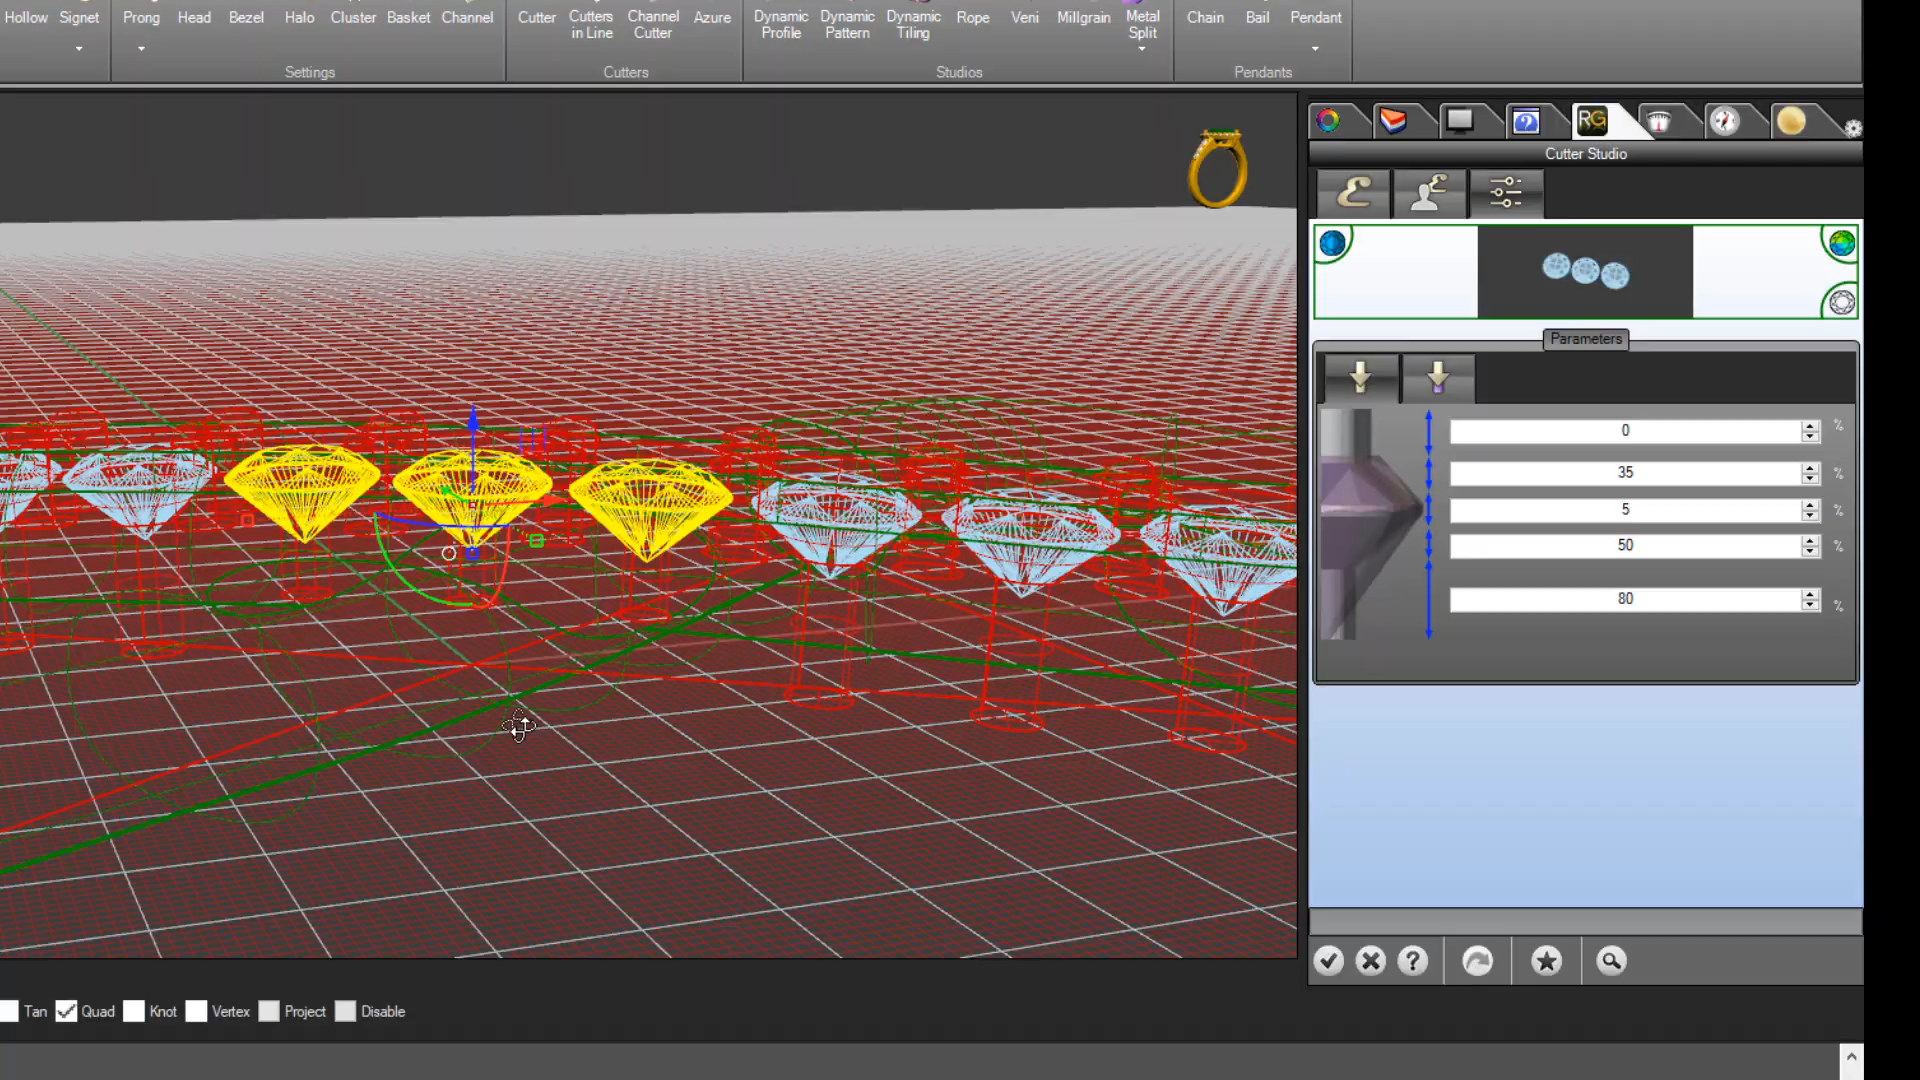 Hollow Signet Prong Head Bezel Halo Cluster Basket Channel Cutter Cutters in Line Channel Cutter Azure Dynamic Profile Dynamic Pattern Dynamic Tiling Rope Veni Millgrain Metal Split Chain Bail Pendant
Settings Cutters Studios Pendants
RG
Cutter Studio
Parameters
0 %
35 %
5 %
50 %
80 %
Tan Quad Knot Vertex Project Disable